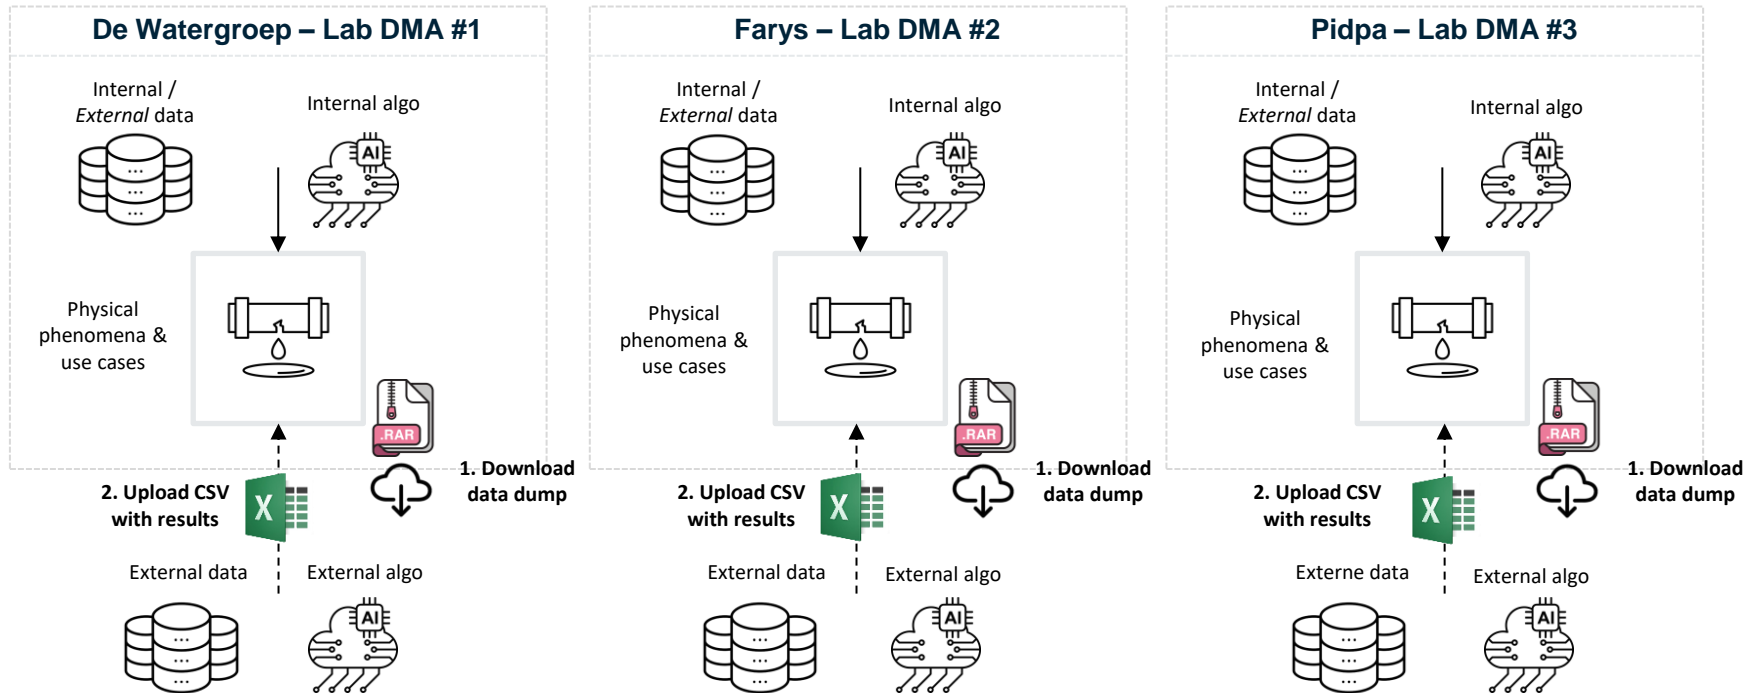 De Watergroep – Lab DMA #1
Internal /
External data
Internal algo
AI
Physical
phenomena &
use cases
.RAR
1. Download
data dump
2. Upload CSV
with results
X
External data
External algo
AI
Farys – Lab DMA #2
Internal /
External data
Internal algo
AI
Physical
phenomena &
use cases
.RAR
1. Download
data dump
2. Upload CSV
with results
X
External data
External algo
AI
Pidpa – Lab DMA #3
Internal /
External data
Internal algo
AI
Physical
phenomena &
use cases
.RAR
1. Download
data dump
2. Upload CSV
with results
X
Externe data
External algo
AI